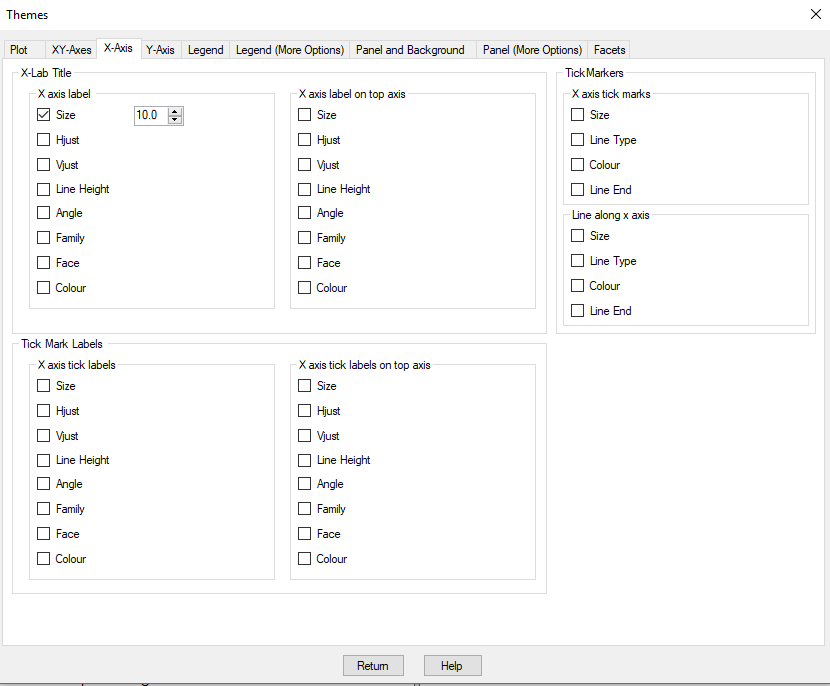 Themes
Plot XY-Axes X-Axis Y-Axis Legend Legend (More Options) Panel and Background Panel (More Options) Facets
X-Lab Title
X axis label
Size 10.0
Hjust
Vjust
Line Height
Angle
Family
Face
Colour
X axis label on top axis
Size
Hjust
Vjust
Line Height
Angle
Family
Face
Colour
TickMarkers
X axis tick marks
Size
Line Type
Colour
Line End
Line along x axis
Size
Line Type
Colour
Line End
Tick Mark Labels
X axis tick labels
Size
Hjust
Vjust
Line Height
Angle
Family
Face
Colour
X axis tick labels on top axis
Size
Hjust
Vjust
Line Height
Angle
Family
Face
Colour
Return Help